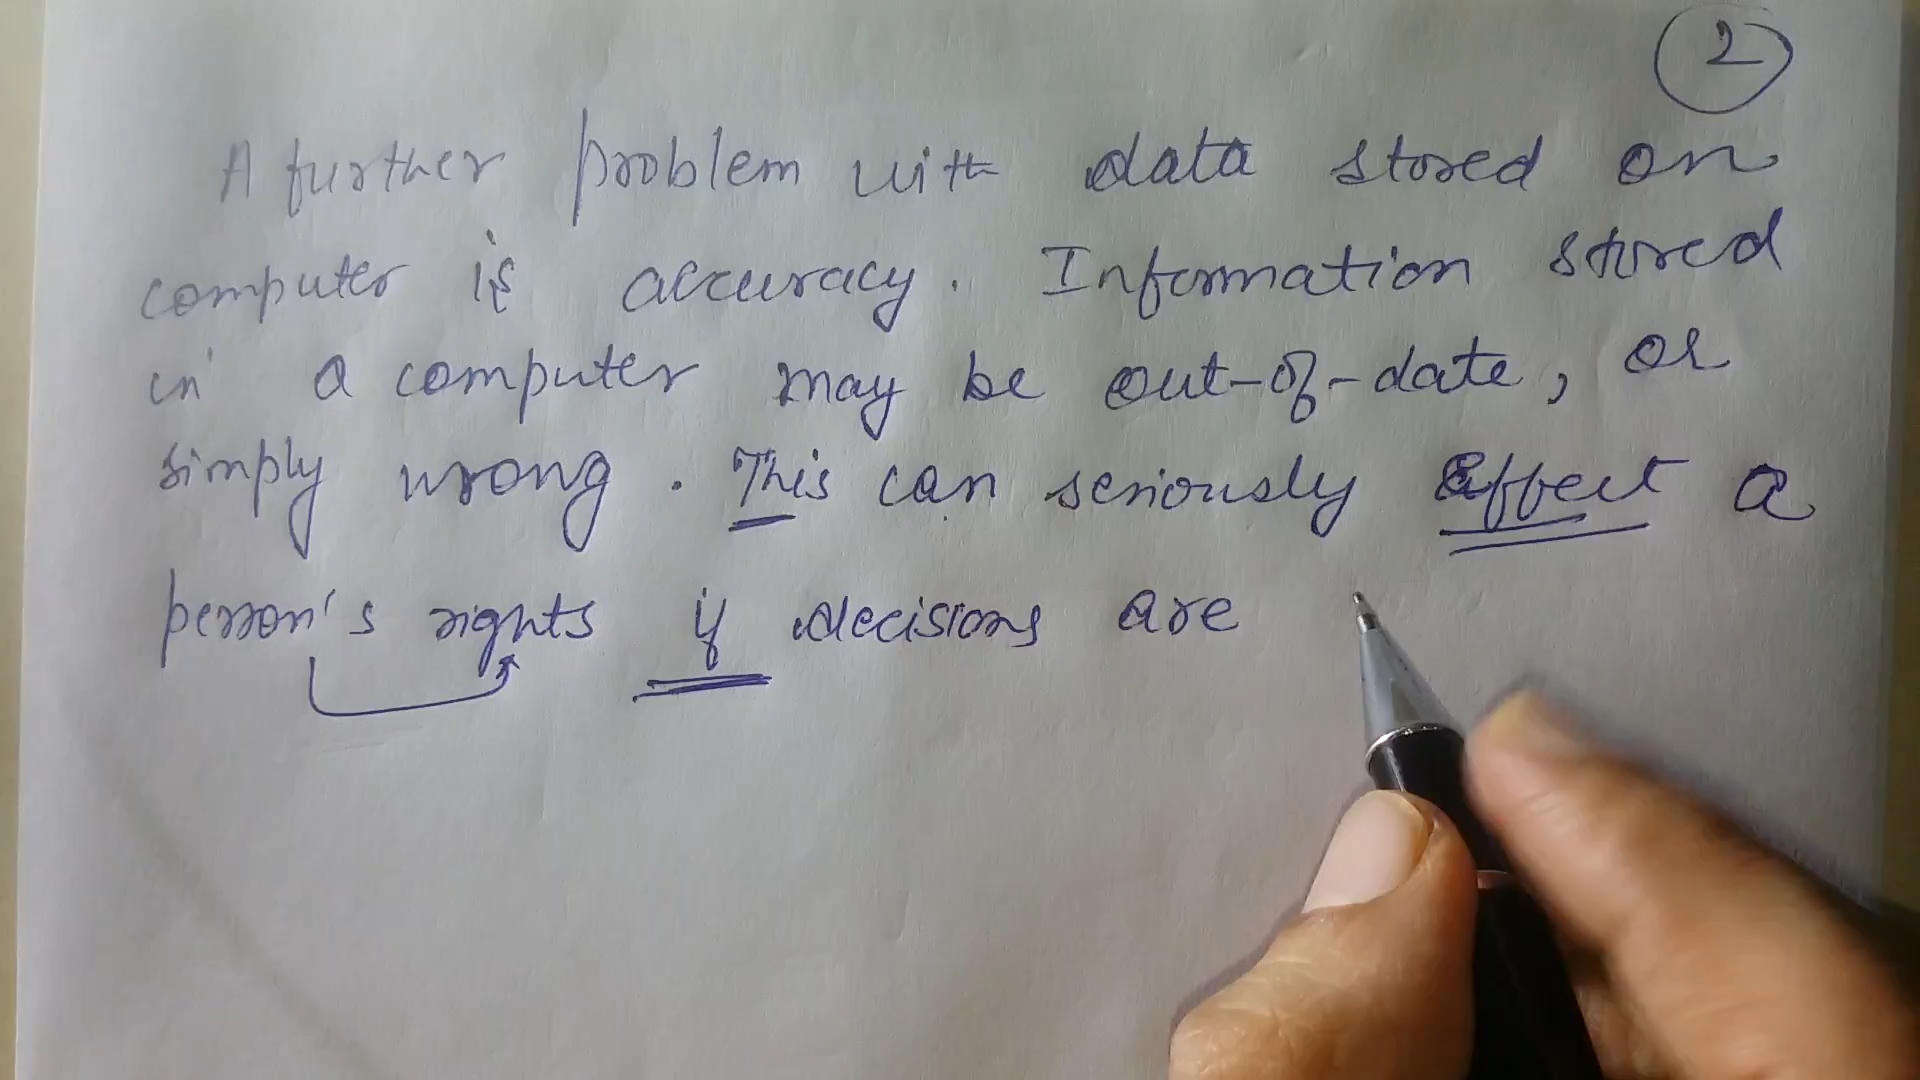 2
A further problem with data stored on
computer is accuracy. Information stored
in a computer may be out-of-date, or
simply wrong. This can seriously effect a
person's rights if decisions are